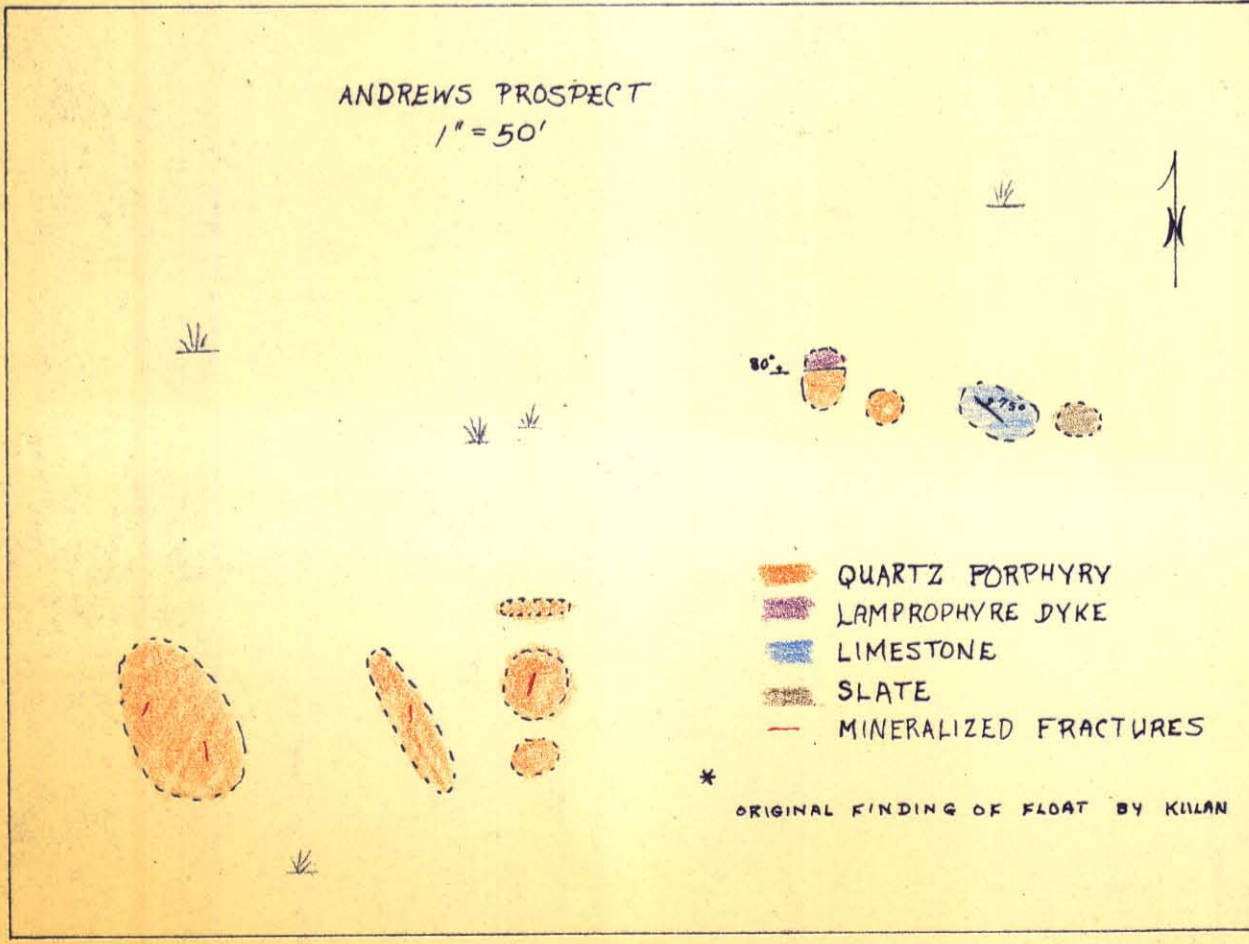 ANDREWS PROSPECT
1" = 50'
N
80°
75°
QUARTZ PORPHYRY
LAMPROPHYRE DYKE
LIMESTONE
SLATE
MINERALIZED FRACTURES
*
ORIGINAL FINDING OF FLOAT BY